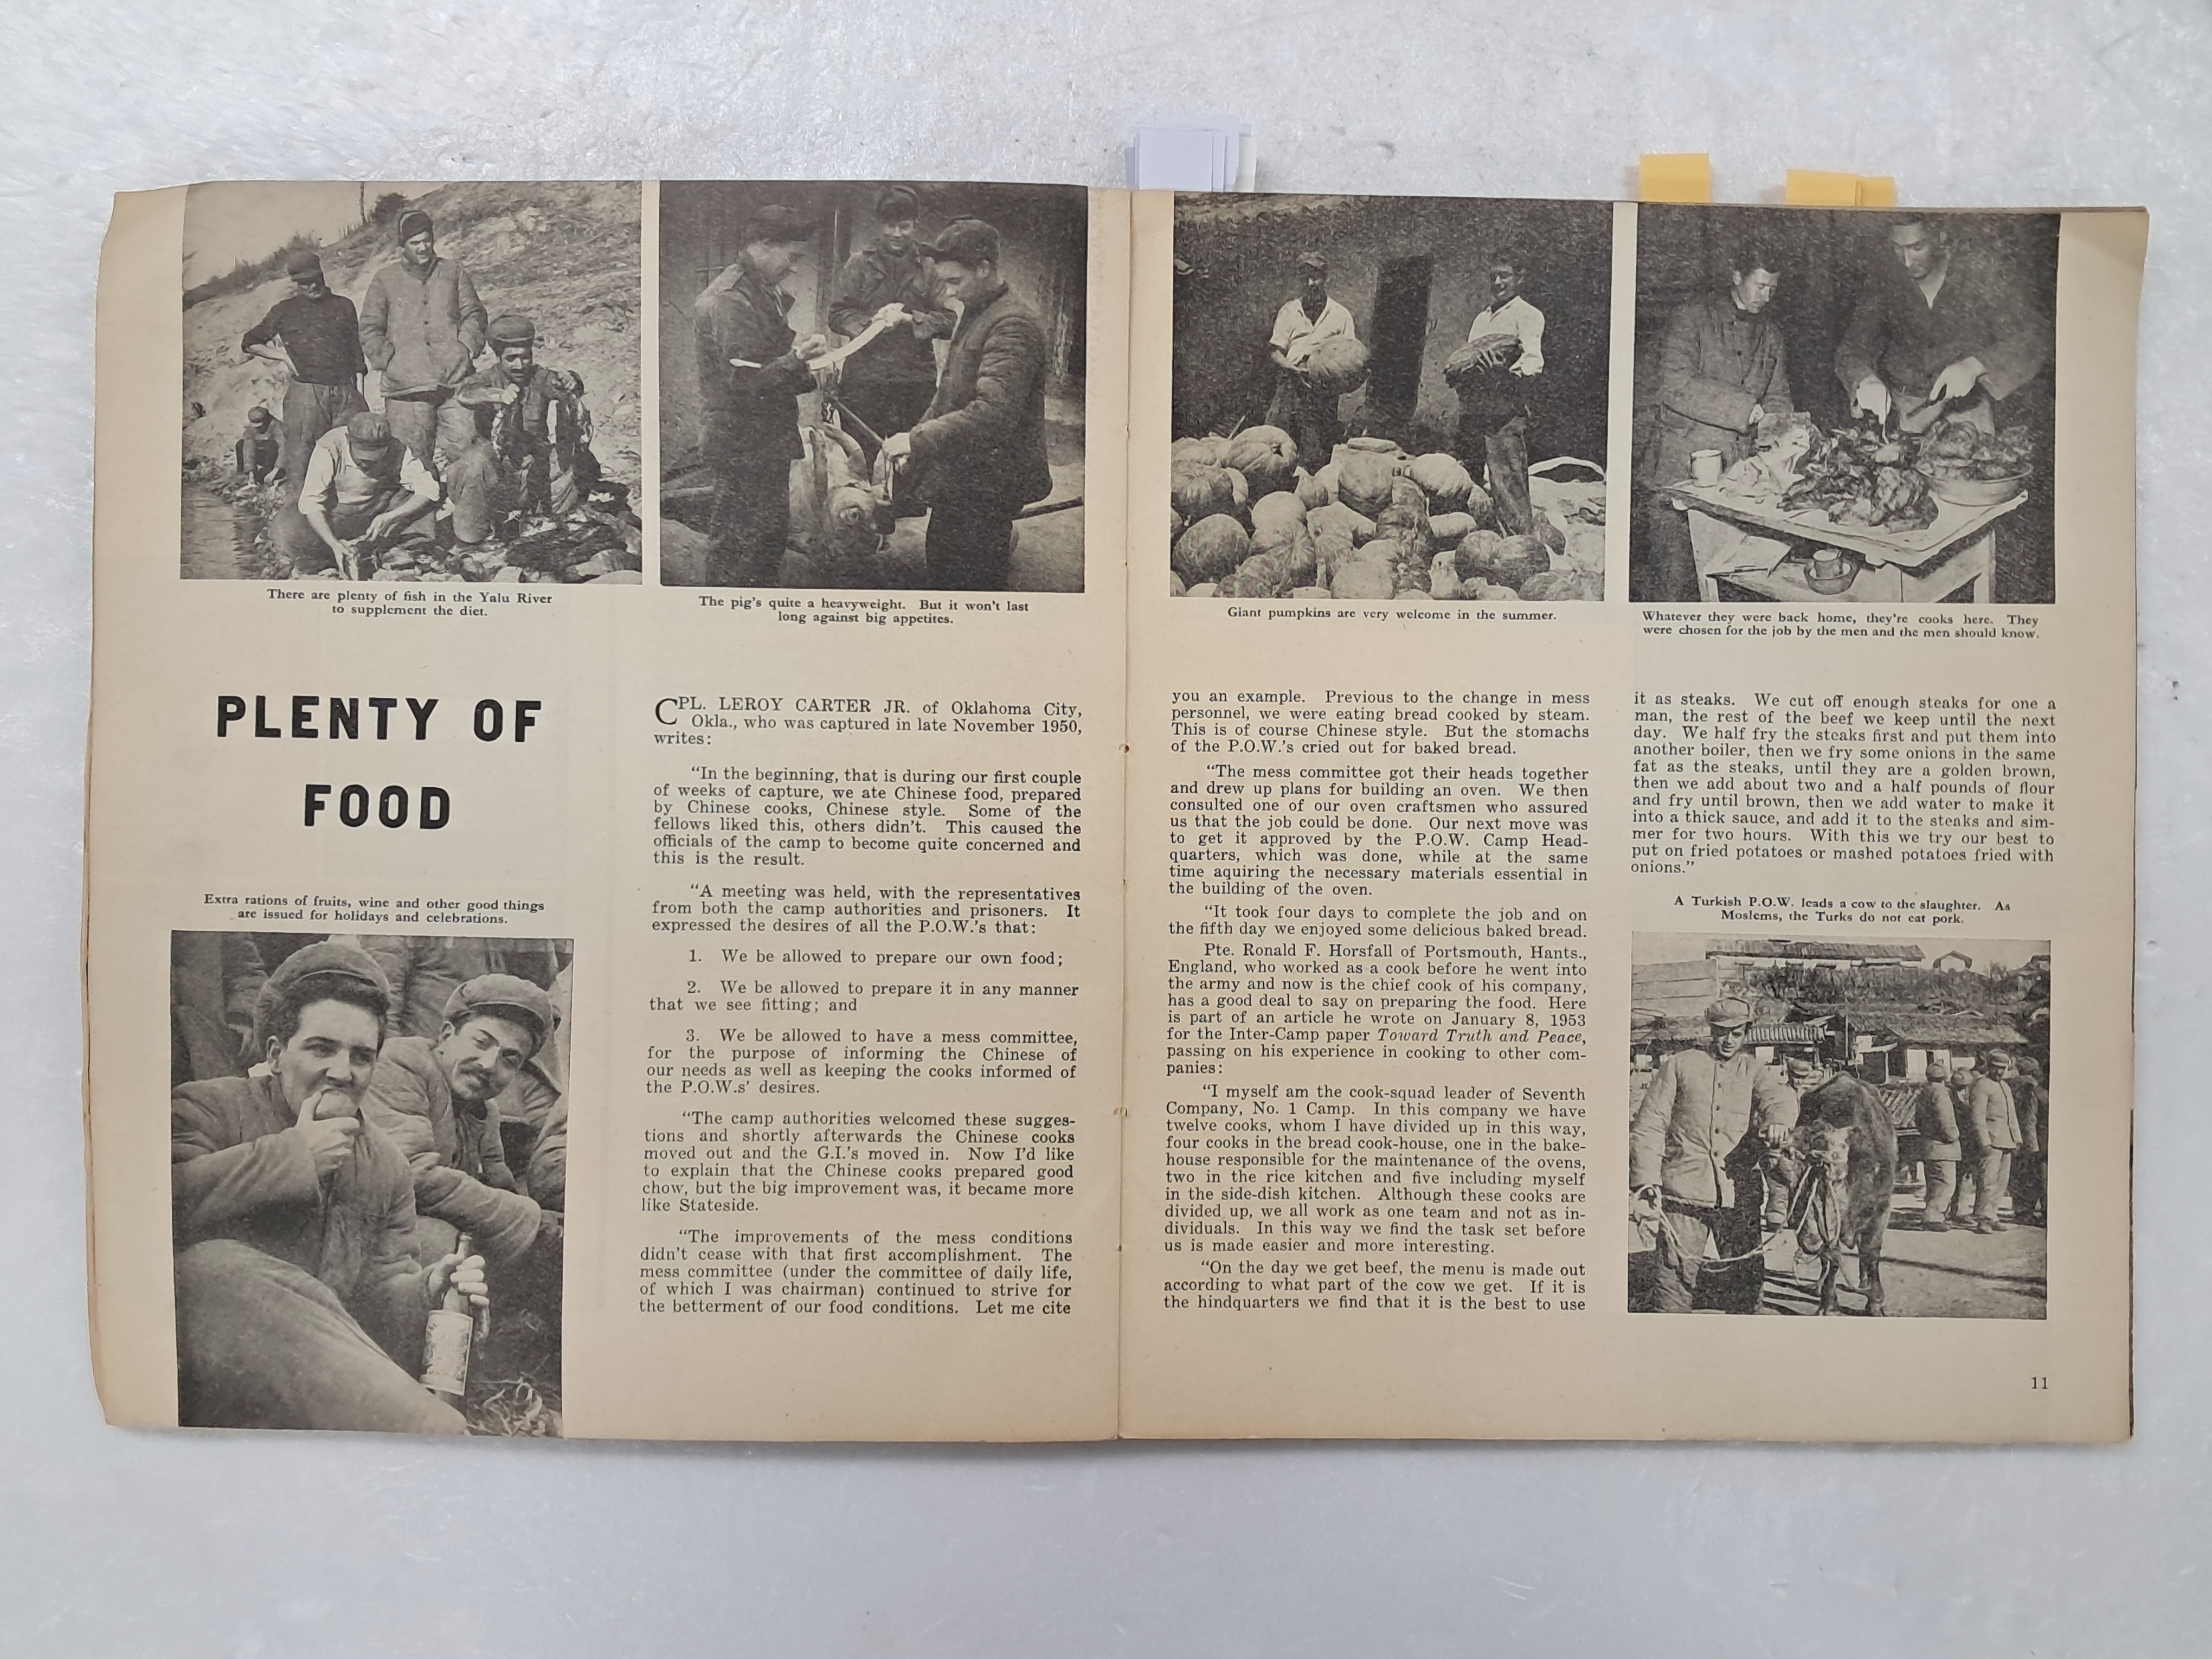 There are plenty of fish in the Yalu River
to supplement the diet.
The pig's quite a heavyweight. But it won't last
long against big appetites.
PLENTY OF
FOOD
Extra rations of fruits, wine and other good things
are issued for holidays and celebrations.
CPL. LEROY CARTER JR. of Oklahoma City,
Okla., who was captured in late November 1950,
writes:
"In the beginning, that is during our first couple
of weeks of capture, we ate Chinese food, prepared
by Chinese cooks, Chinese style. Some of the
fellows liked this, others didn't. This caused the
officials of the camp to become quite concerned and
this is the result.
"A meeting was held, with the representatives
from both the camp authorities and prisoners. It
expressed the desires of all the P.O.W.'s that:
1. We be allowed to prepare our own food;
2. We be allowed to prepare it in any manner
that we see fitting; and
3. We be allowed to have a mess committee,
for the purpose of informing the Chinese of
our needs as well as keeping the cooks informed of
the P.O.W.s' desires.
"The camp authorities welcomed these sugges-
tions and shortly afterwards the Chinese cooks
moved out and the G.I.'s moved in. Now I'd like
to explain that the Chinese cooks prepared good
chow, but the big improvement was, it became more
like Stateside.
"The improvements of the mess conditions
didn't cease with that first accomplishment. The
mess committee (under the committee of daily life,
of which I was chairman) continued to strive for
the betterment of our food conditions. Let me cite
Giant pumpkins are very welcome in the summer.
Whatever they were back home, they're cooks here. They
were chosen for the job by the men and the men should know.
you an example. Previous to the change in mess
personnel, we were eating bread cooked by steam.
This is of course Chinese style. But the stomachs
of the P.O.W.'s cried out for baked bread.
"The mess committee got their heads together
and drew up plans for building an oven. We then
consulted one of our oven craftsmen who assured
us that the job could be done. Our next move was
to get it approved by the P.O.W. Camp Head-
quarters, which was done, while at the same
time aquiring the necessary materials essential in
the building of the oven.
"It took four days to complete the job and on
the fifth day we enjoyed some delicious baked bread.
Pte. Ronald F. Horsfall of Portsmouth, Hants.,
England, who worked as a cook before he went into
the army and now is the chief cook of his company,
has a good deal to say on preparing the food. Here
is part of an article he wrote on January 8, 1953
for the Inter-Camp paper Toward Truth and Peace,
passing on his experience in cooking to other com-
panies:
"I myself am the cook-squad leader of Seventh
Company, No. 1 Camp. In this company we have
twelve cooks, whom I have divided up in this way,
four cooks in the bread cook-house, one in the bake-
house responsible for the maintenance of the ovens,
two in the rice kitchen and five including myself
in the side-dish kitchen. Although these cooks are
divided up, we all work as one team and not as in-
dividuals. In this way we find the task set before
us is made easier and more interesting.
"On the day we get beef, the menu is made out
according to what part of the cow we get. If it is
the hindquarters we find that it is the best to use
it as steaks. We cut off enough steaks for one a
man, the rest of the beef we keep until the next
day. We half fry the steaks first and put them into
another boiler, then we fry some onions in the same
fat as the steaks, until they are a golden brown,
then we add about two and a half pounds of flour
and fry until brown, then we add water to make it
into a thick sauce, and add it to the steaks and sim-
mer for two hours. With this we try our best to
put on fried potatoes or mashed potatoes fried with
onions."
A Turkish P.O.W. leads a cow to the slaughter. As
Moslems, the Turks do not eat pork.
11